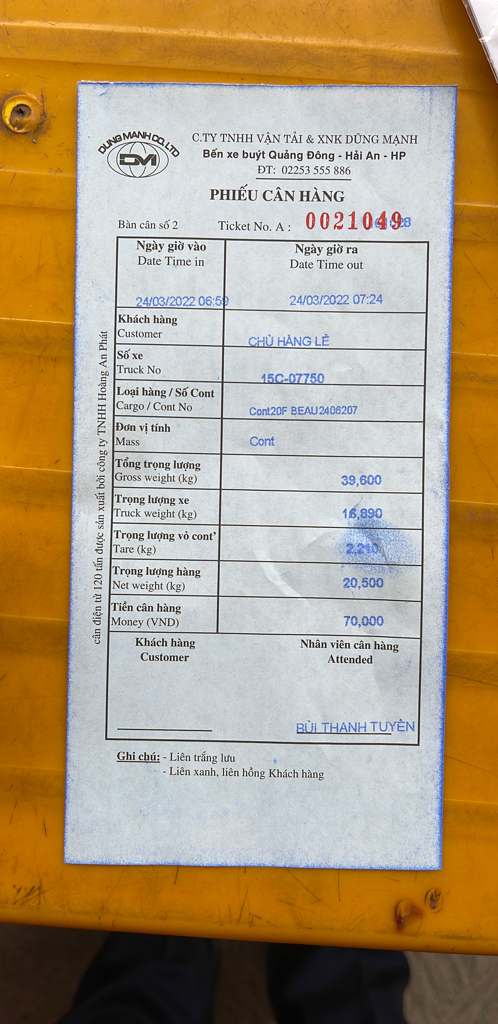 DUNG MANH CO.,LTD
DM
C.TY TNHH VẬN TẢI & XNK DŨNG MẠNH
Bến xe buýt Quảng Đông - Hải An - HP
ĐT: 02253 555 886
PHIẾU CÂN HÀNG
Bàn cân số 2 Ticket No. A : 0021049
Ngày giờ vào Ngày giờ ra
Date Time in Date Time out
24/03/2022 06:59 24/03/2022 07:24
Khách hàng
Customer CHỦ HÀNG LẺ
Số xe
Truck No 15C-07750
Loại hàng / Số Cont
Cargo / Cont No Cont20F BEAU2406207
Đơn vị tính
Mass Cont
Tổng trọng lượng
Gross weight (kg) 39,600
Trọng lượng xe
Truck weight (kg) 16,890
Trọng lượng vỏ cont'
Tare (kg) 2,210
Trọng lượng hàng
Net weight (kg) 20,500
Tiền cân hàng
Money (VND) 70,000
Khách hàng Nhân viên cân hàng
Customer Attended
BÙI THANH TUYỀN
Ghi chú: - Liên trắng lưu
- Liên xanh, liên hồng Khách hàng
cân điện tử 120 tấn được sản xuất bởi công ty TNHH Hoàng An Phát